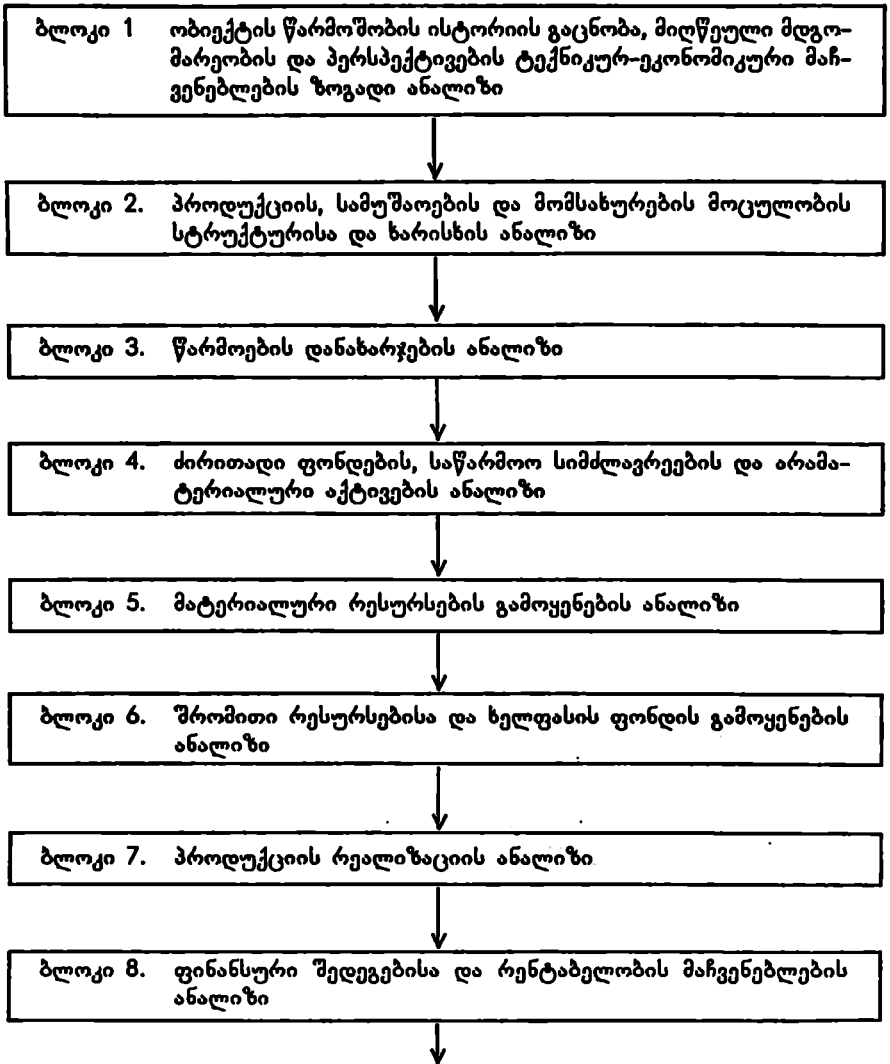 ბლოკი 1 ობიექტის წარმოშობის ისტორიის გაცნობა, მიღწეული მდგო-
მარეობის და პერსპექტივების ტექნიკურ-ეკონომიკური მაჩ-
ვენებლების ზოგადი ანალიზი
ბლოკი 2. პროდუქციის, სამუშაოების და მომსახურების მოცულობის
სტრუქტურისა და ხარისხის ანალიზი
ბლოკი 3. წარმოების დანახარჯების ანალიზი
ბლოკი 4. ძირითადი ფონდების, საწარმოო სიმძლავრეების და არამა-
ტერიალური აქტივების ანალიზი
ბლოკი 5. მატერიალური რესურსების გამოყენების ანალიზი
ბლოკი 6. შრომითი რესურსებისა და ხელფასის ფონდის გამოყენების
ანალიზი
ბლოკი 7. პროდუქციის რეალიზაციის ანალიზი
ბლოკი 8. ფინანსური შედეგებისა და რენტაბელობის მაჩვენებლების
ანალიზი